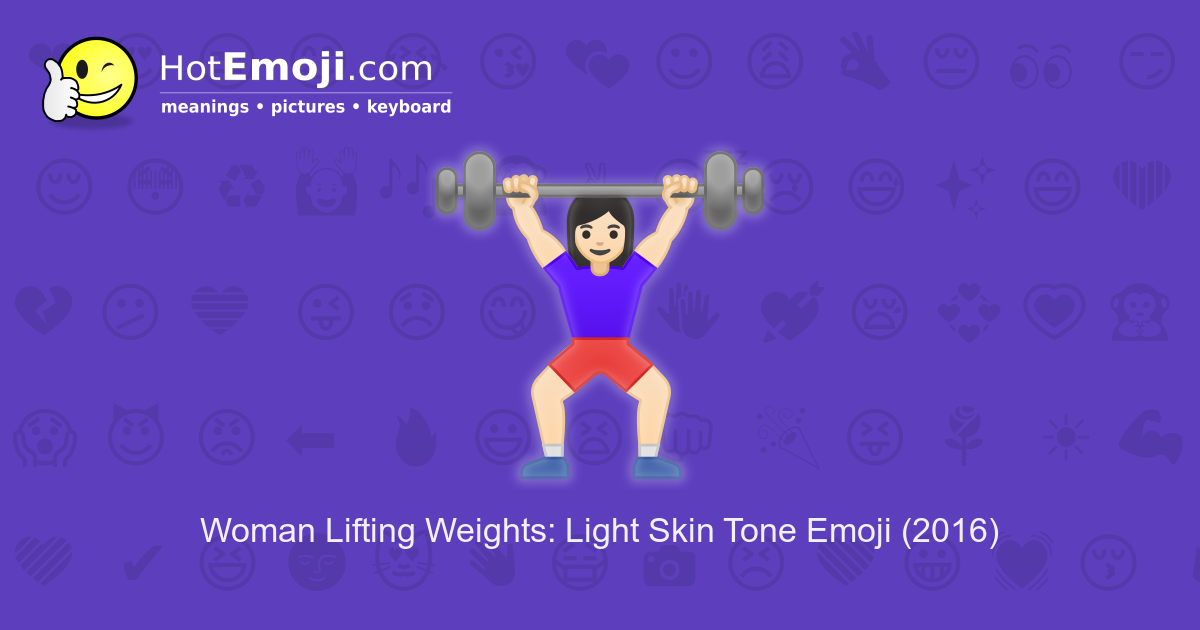 HotEmoji.com
meanings • pictures • keyboard
Woman Lifting Weights: Light Skin Tone Emoji (2016)